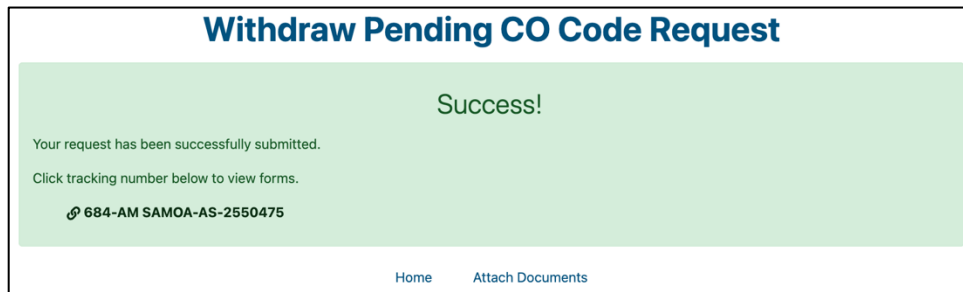 Withdraw Pending CO Code Request
Success!
Your request has been successfully submitted.
Click tracking number below to view forms.
684-AM SAMOA-AS-2550475
Home Attach Documents